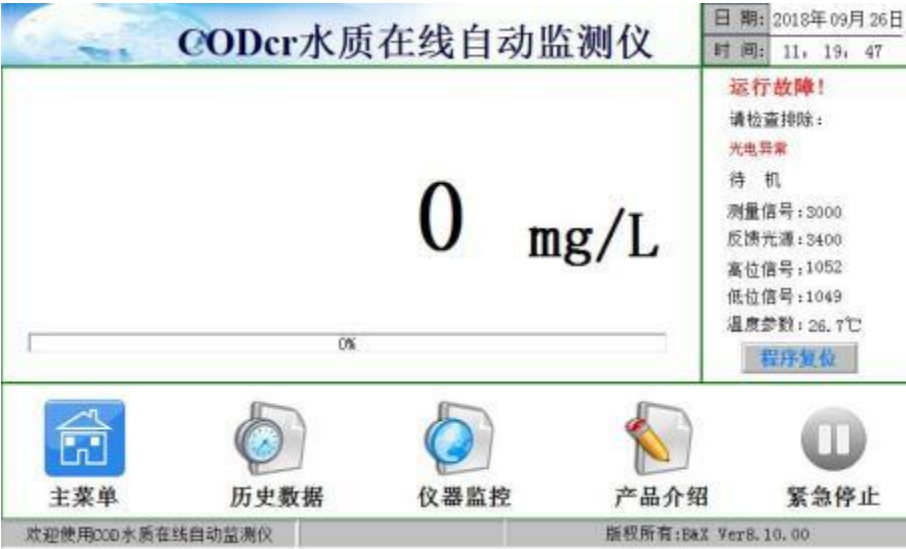 CODcr水质在线自动监测仪
日 期: 2018年09月26日
时 间: 11, 19, 47
运行故障!
请检查排除:
光电异常
待 机
测量信号:3000
反馈光源:3400
高位信号:1052
低位信号:1049
温度参数:26.7℃
程序复位
0 mg/L
0%
主菜单
历史数据
仪器监控
产品介绍
紧急停止
欢迎使用COD水质在线自动监测仪
版权所有:B&X Ver8.10.00